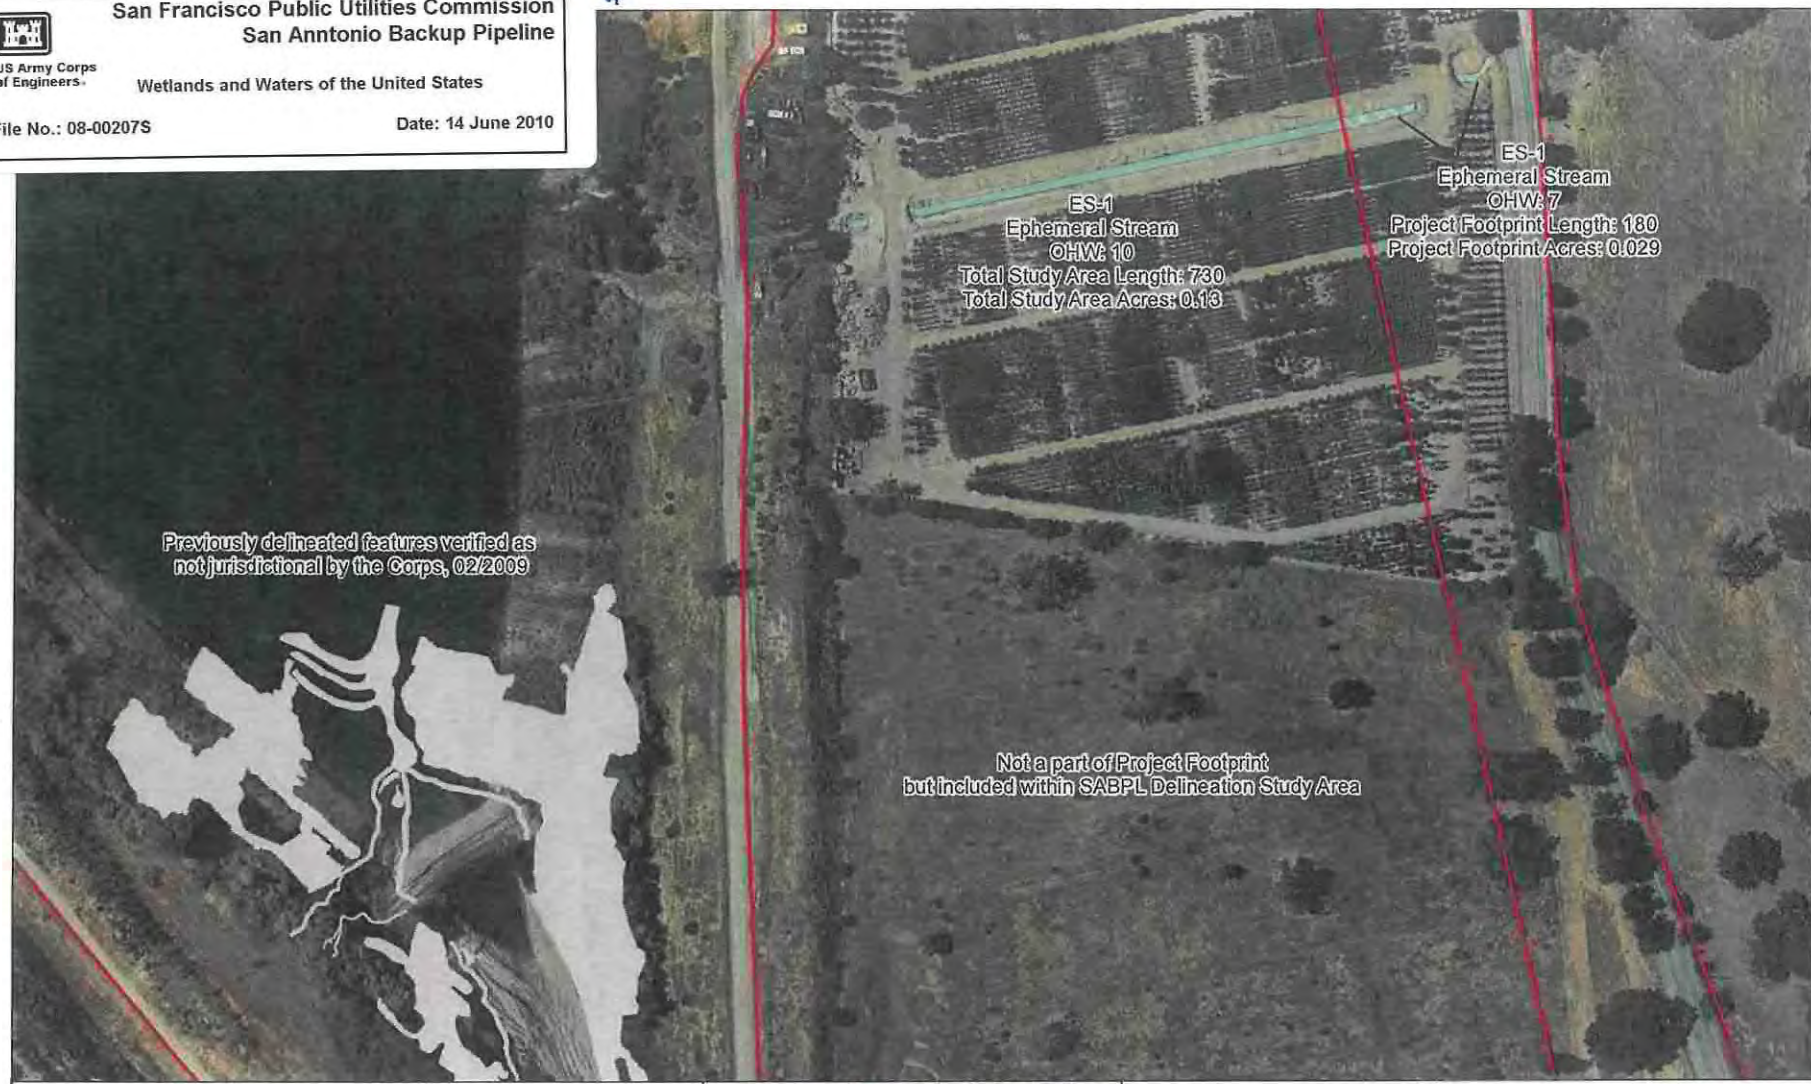 San Francisco Public Utilities Commission
San Anntonio Backup Pipeline
US Army Corps
of Engineers
Wetlands and Waters of the United States
File No.: 08-00207S
Date: 14 June 2010
ES-1
Ephemeral Stream
OHW: 7
Project Footprint Length: 180
Project Footprint Acres: 0.029
ES-1
Ephemeral Stream
OHW: 10
Total Study Area Length: 730
Total Study Area Acres: 0.13
Previously delineated features verified as
not jurisdictional by the Corps, 02/2009
Not a part of Project Footprint
but included within SABPL Delineation Study Area